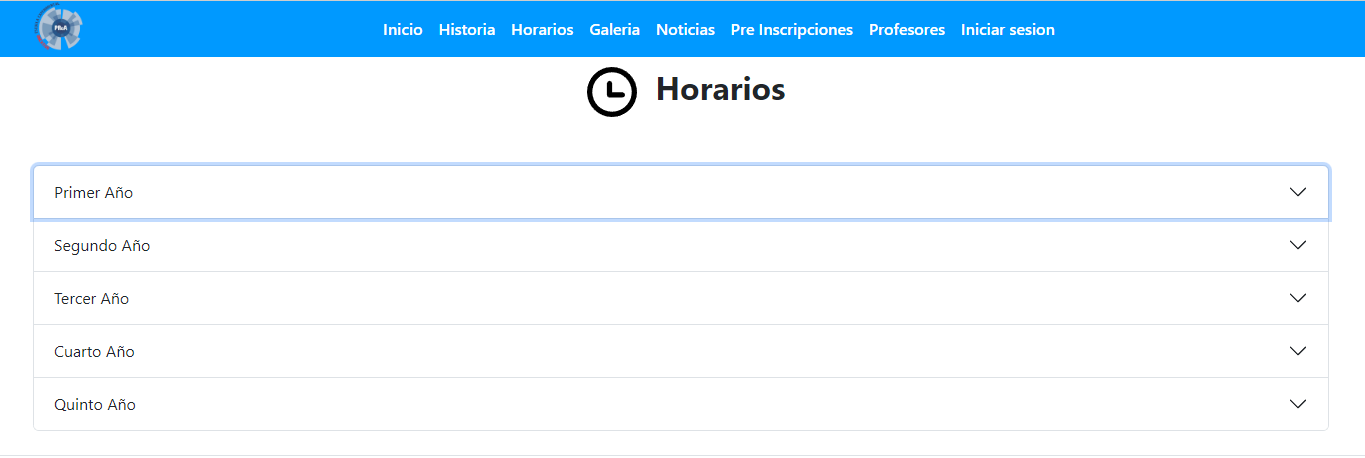 Inicio Historia Horarios Galeria Noticias Pre Inscripciones Profesores Iniciar sesion
Horarios
Primer Año
Segundo Año
Tercer Año
Cuarto Año
Quinto Año